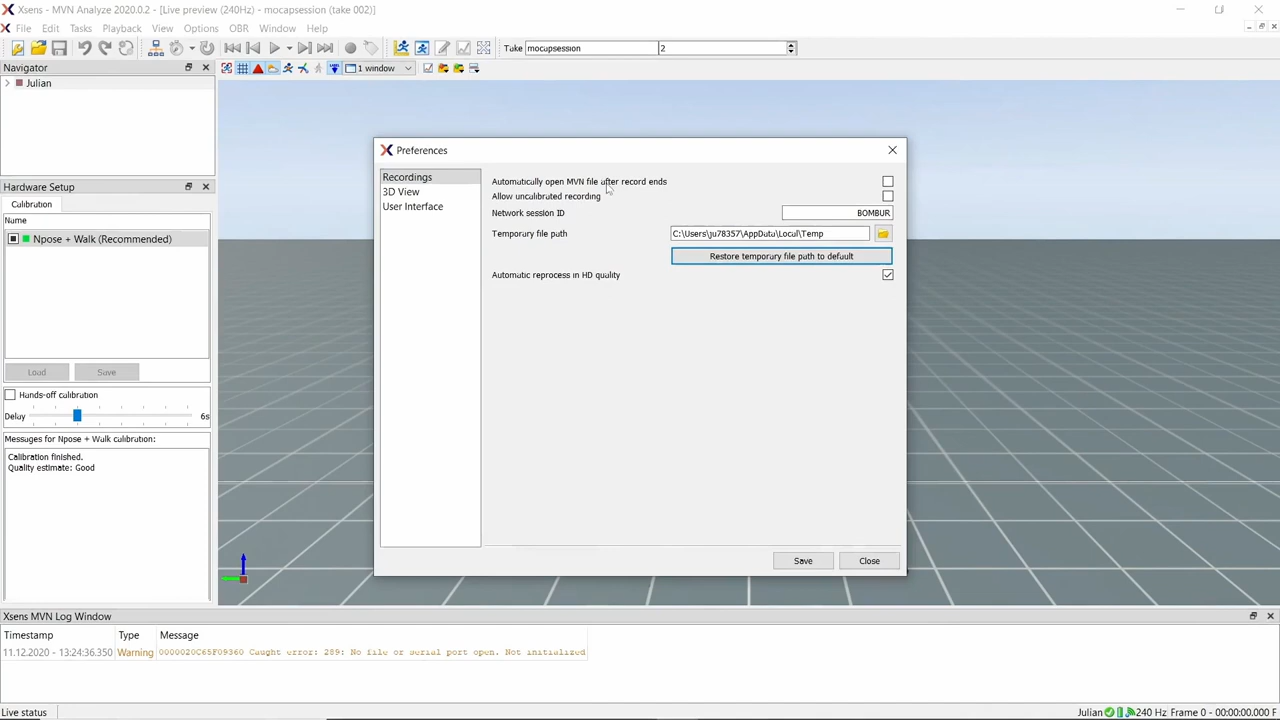 Xsens - MVN Analyze 2020.0.2 - [Live preview (240Hz) - mocapsession (take 002)]
File Edit Tasks Playback View Options OBR Window Help
Take mocapsession 2
Navigator
1 window
Julian
Hardware Setup
Calibration
Name
Npose + Walk (Recommended)
Load Save
Hands-off calibration
Delay 6s
Messages for Npose + Walk calibration:
Calibration finished.
Quality estimate: Good
Preferences
Recordings
3D View
User Interface
Automatically open MVN file after record ends
Allow uncalibrated recording
Network session ID BOMBUR
Temporary file path C:\Users\ju78357\AppData\Local\Temp
Restore temporary file path to default
Automatic reprocess in HD quality
Save Close
Xsens MVN Log Window
Timestamp Type Message
11.12.2020 - 13:24:36.350 Warning 0000020C65F09360 Caught error: 289: No file or serial port open. Not initialized
Live status
Julian 240 Hz Frame 0 - 00:00:00.000 F